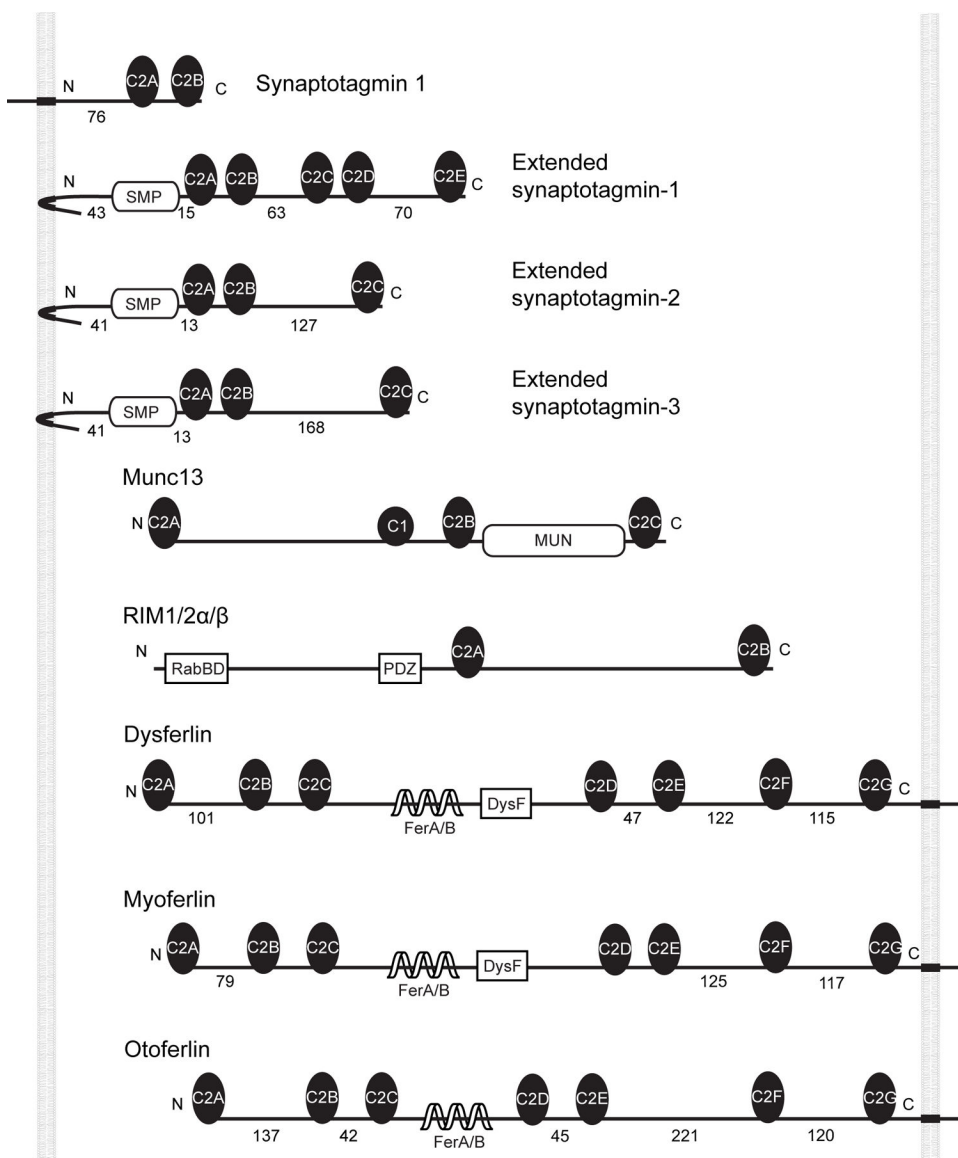 N C2A C2B C Synaptotagmin 1
76
N SMP C2A C2B C2C C2D C2E C Extended
synaptotagmin-1
43 15 63 70
N SMP C2A C2B C2C C Extended
synaptotagmin-2
41 13 127
N SMP C2A C2B C2C C Extended
synaptotagmin-3
41 13 168
Munc13
N C2A C1 C2B MUN C2C C
RIM1/2α/β
N RabBD PDZ C2A C2B C
Dysferlin
N C2A C2B C2C DysF C2D C2E C2F C2G C
101 FerA/B 47 122 115
Myoferlin
N C2A C2B C2C DysF C2D C2E C2F C2G C
79 FerA/B 125 117
Otoferlin
N C2A C2B C2C C2D C2E C2F C2G C
137 42 FerA/B 45 221 120